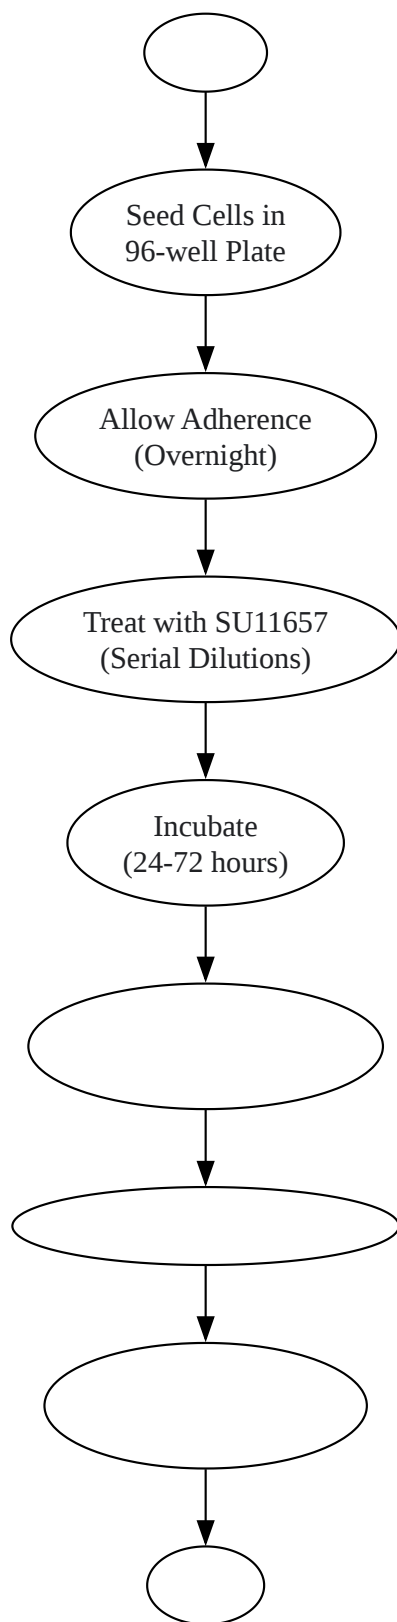 Seed Cells in
96-well Plate
Allow Adherence
(Overnight)
Treat with SU11657
(Serial Dilutions)
Incubate
(24-72 hours)